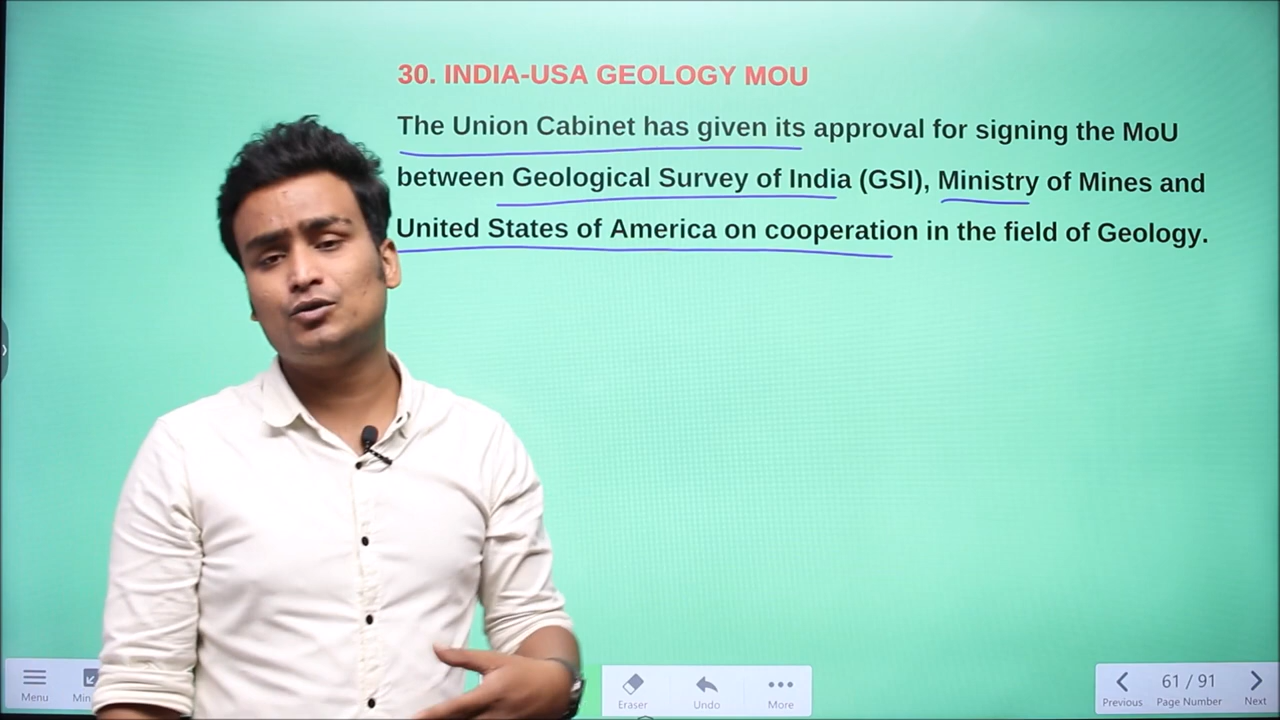 30. INDIA-USA GEOLOGY MOU
The Union Cabinet has given its approval for signing the MoU
between Geological Survey of India (GSI), Ministry of Mines and
United States of America on cooperation in the field of Geology.
Menu
Min
Eraser
Undo
More
Previous
61 / 91
Page Number
Next